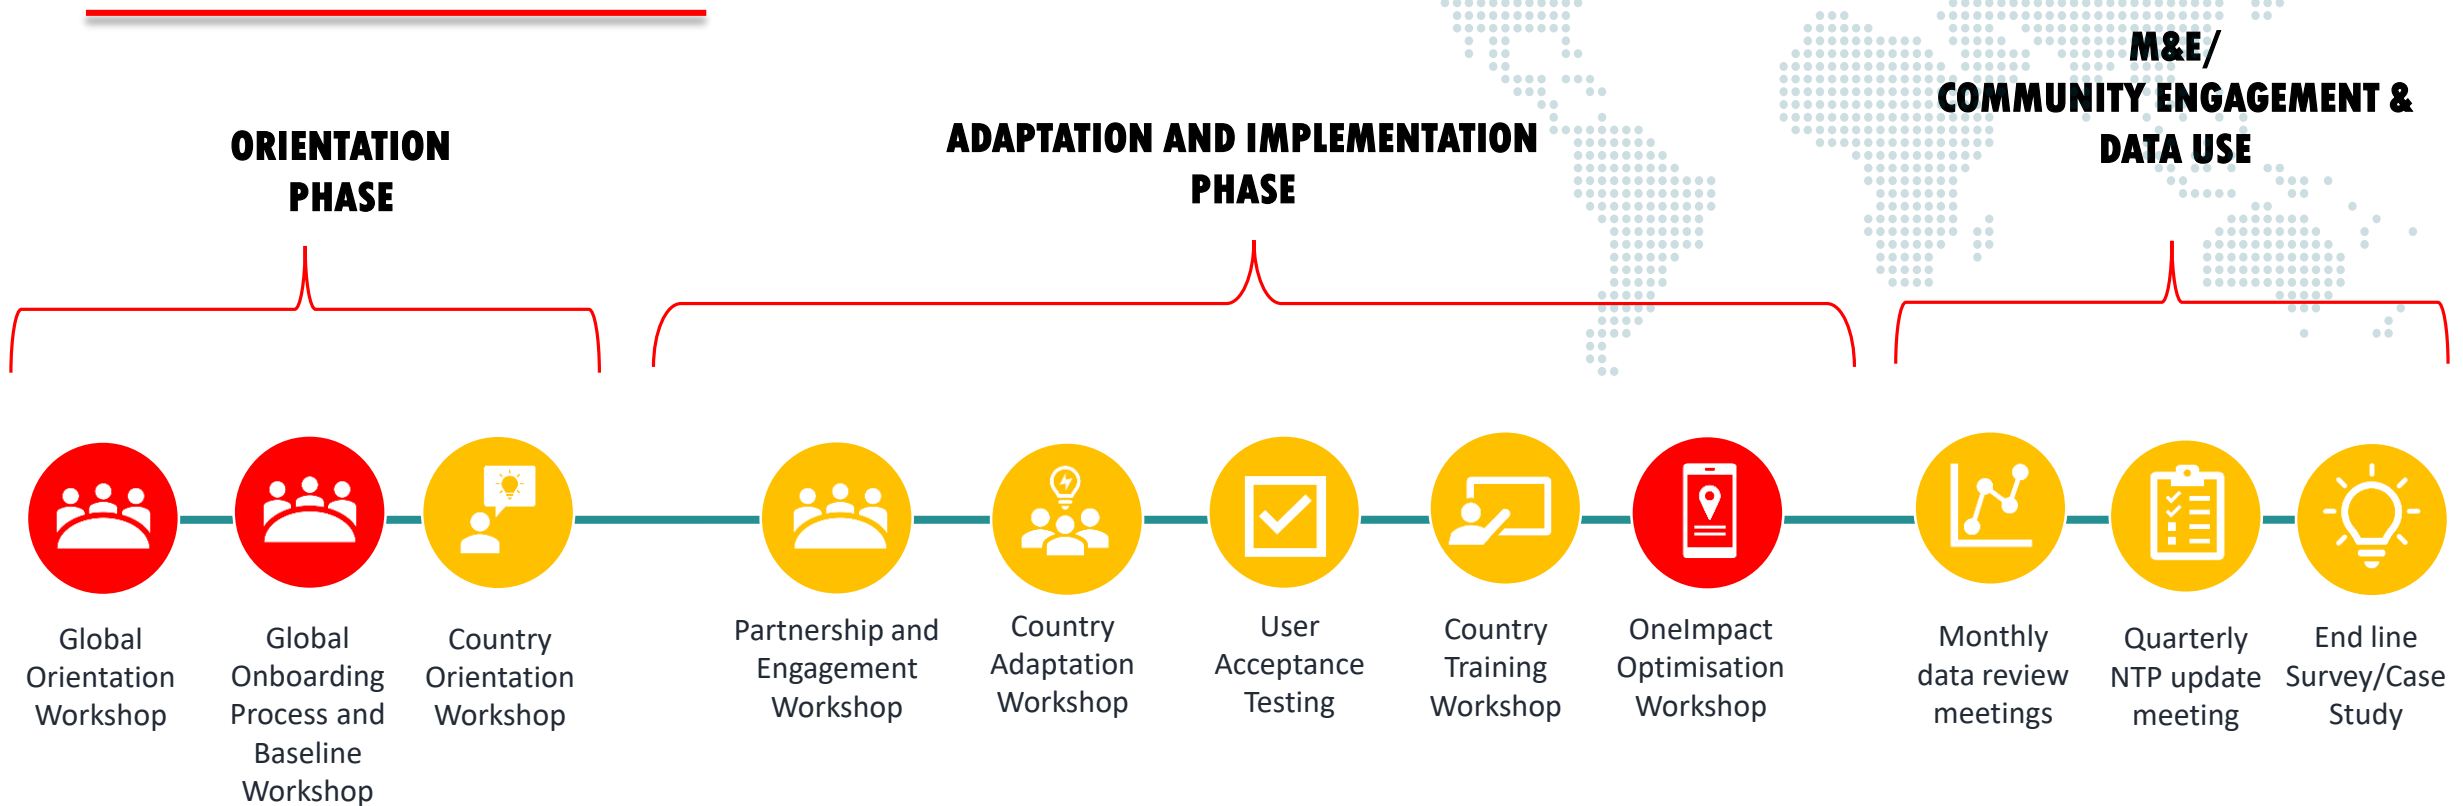 ORIENTATION
PHASE
ADAPTATION AND IMPLEMENTATION
PHASE
M&E/
COMMUNITY ENGAGEMENT &
DATA USE
Global
Orientation
Workshop
Global
Onboarding
Process and
Baseline
Workshop
Country
Orientation
Workshop
Partnership and
Engagement
Workshop
Country
Adaptation
Workshop
User
Acceptance
Testing
Country
Training
Workshop
OneImpact
Optimisation
Workshop
Monthly
data review
meetings
Quarterly
NTP update
meeting
End line
Survey/Case
Study